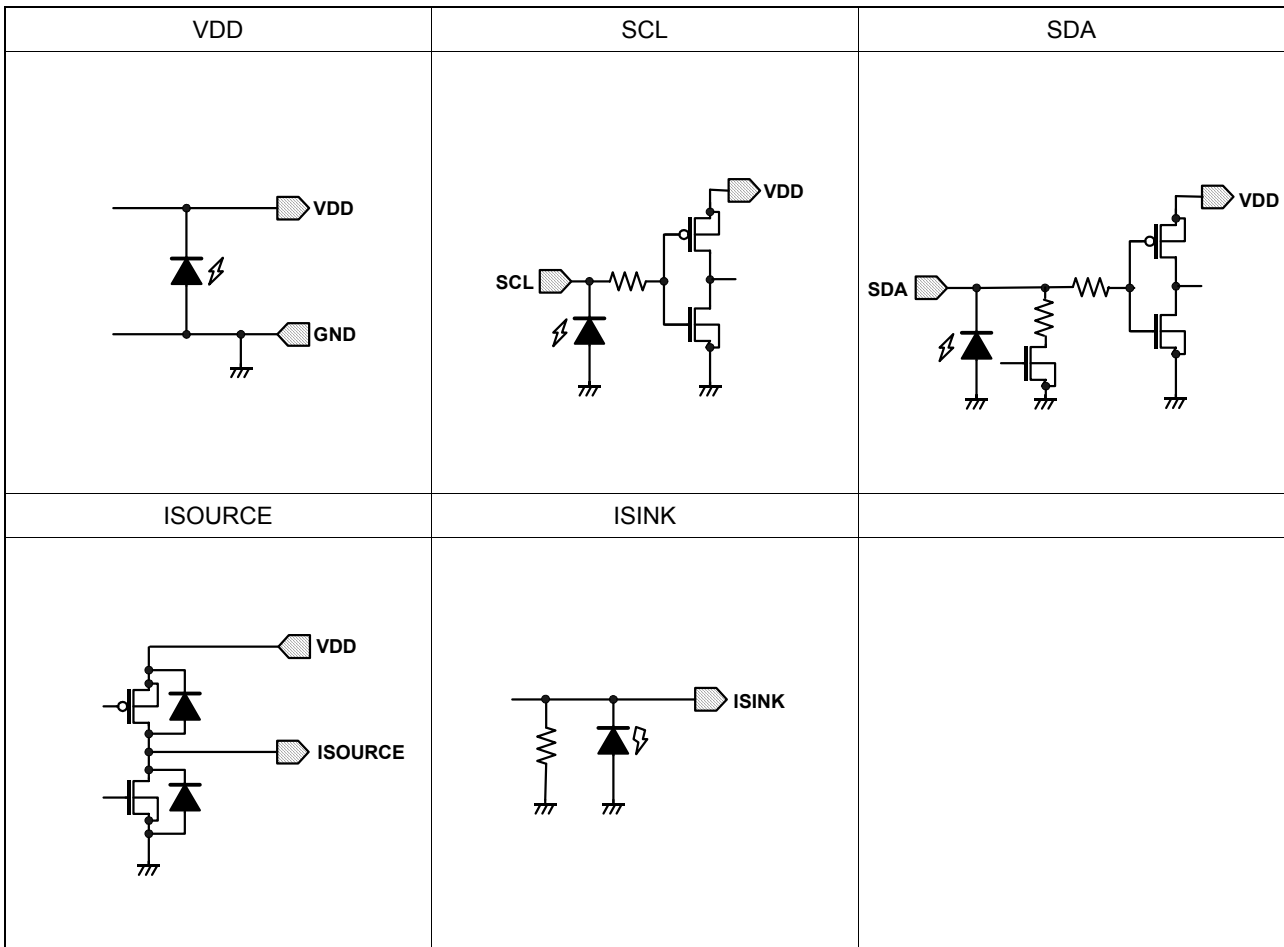 VDD
SCL
SDA
VDD
GND
SCL
VDD
SDA
VDD
ISOURCE
ISINK
VDD
ISOURCE
ISINK